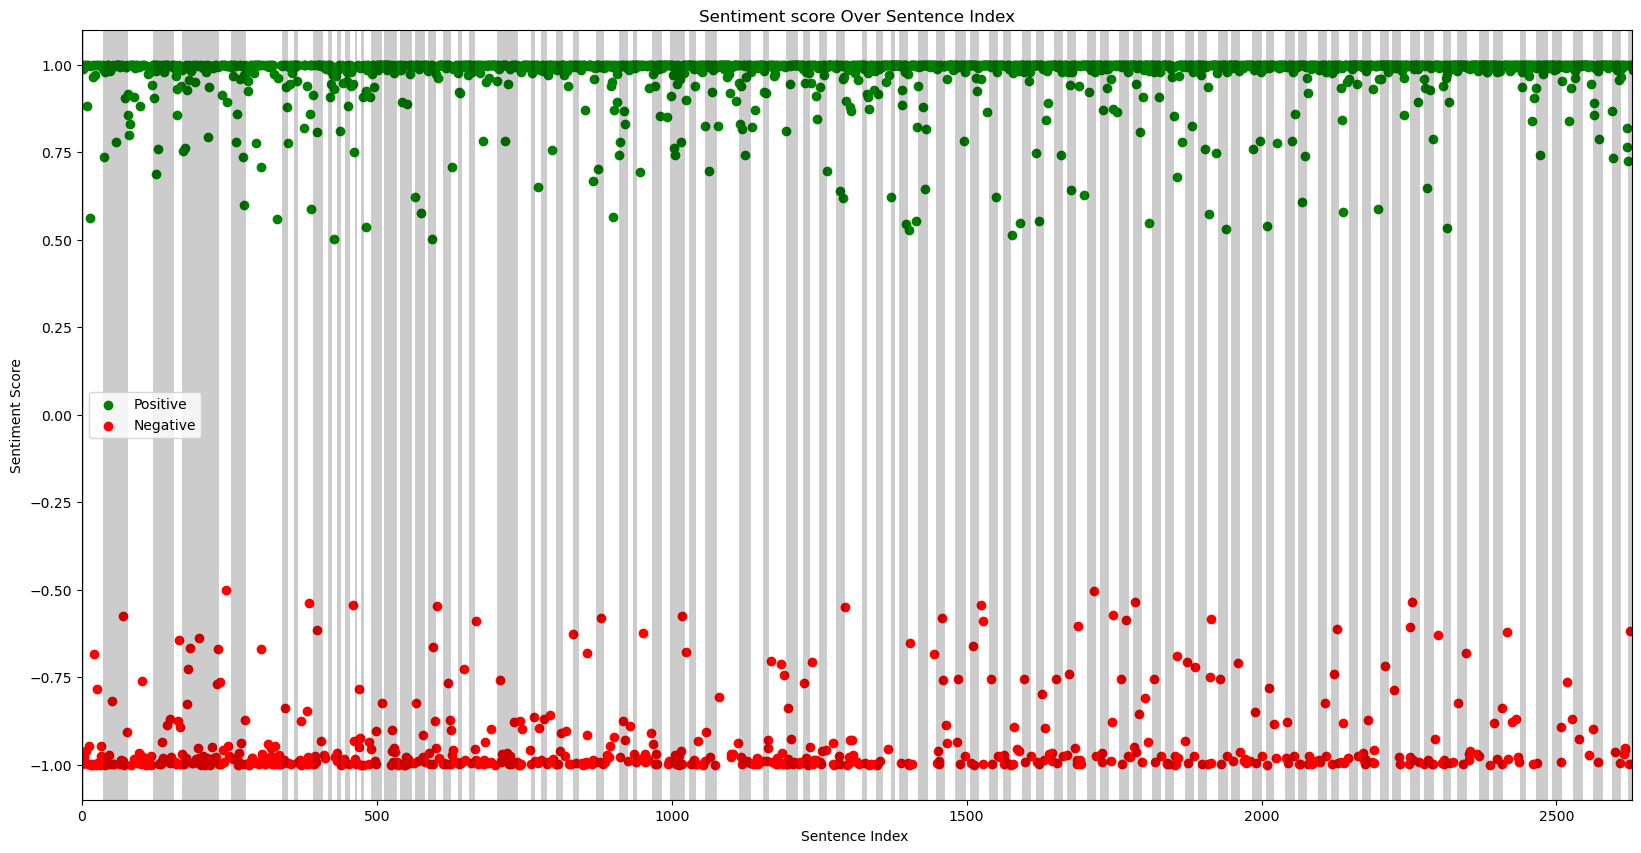 Sentiment score Over Sentence Index
Sentiment Score
1.00
0.75
0.50
0.25
0.00
−0.25
−0.50
−0.75
−1.00
Positive
Negative
0 500 1000 1500 2000 2500
Sentence Index